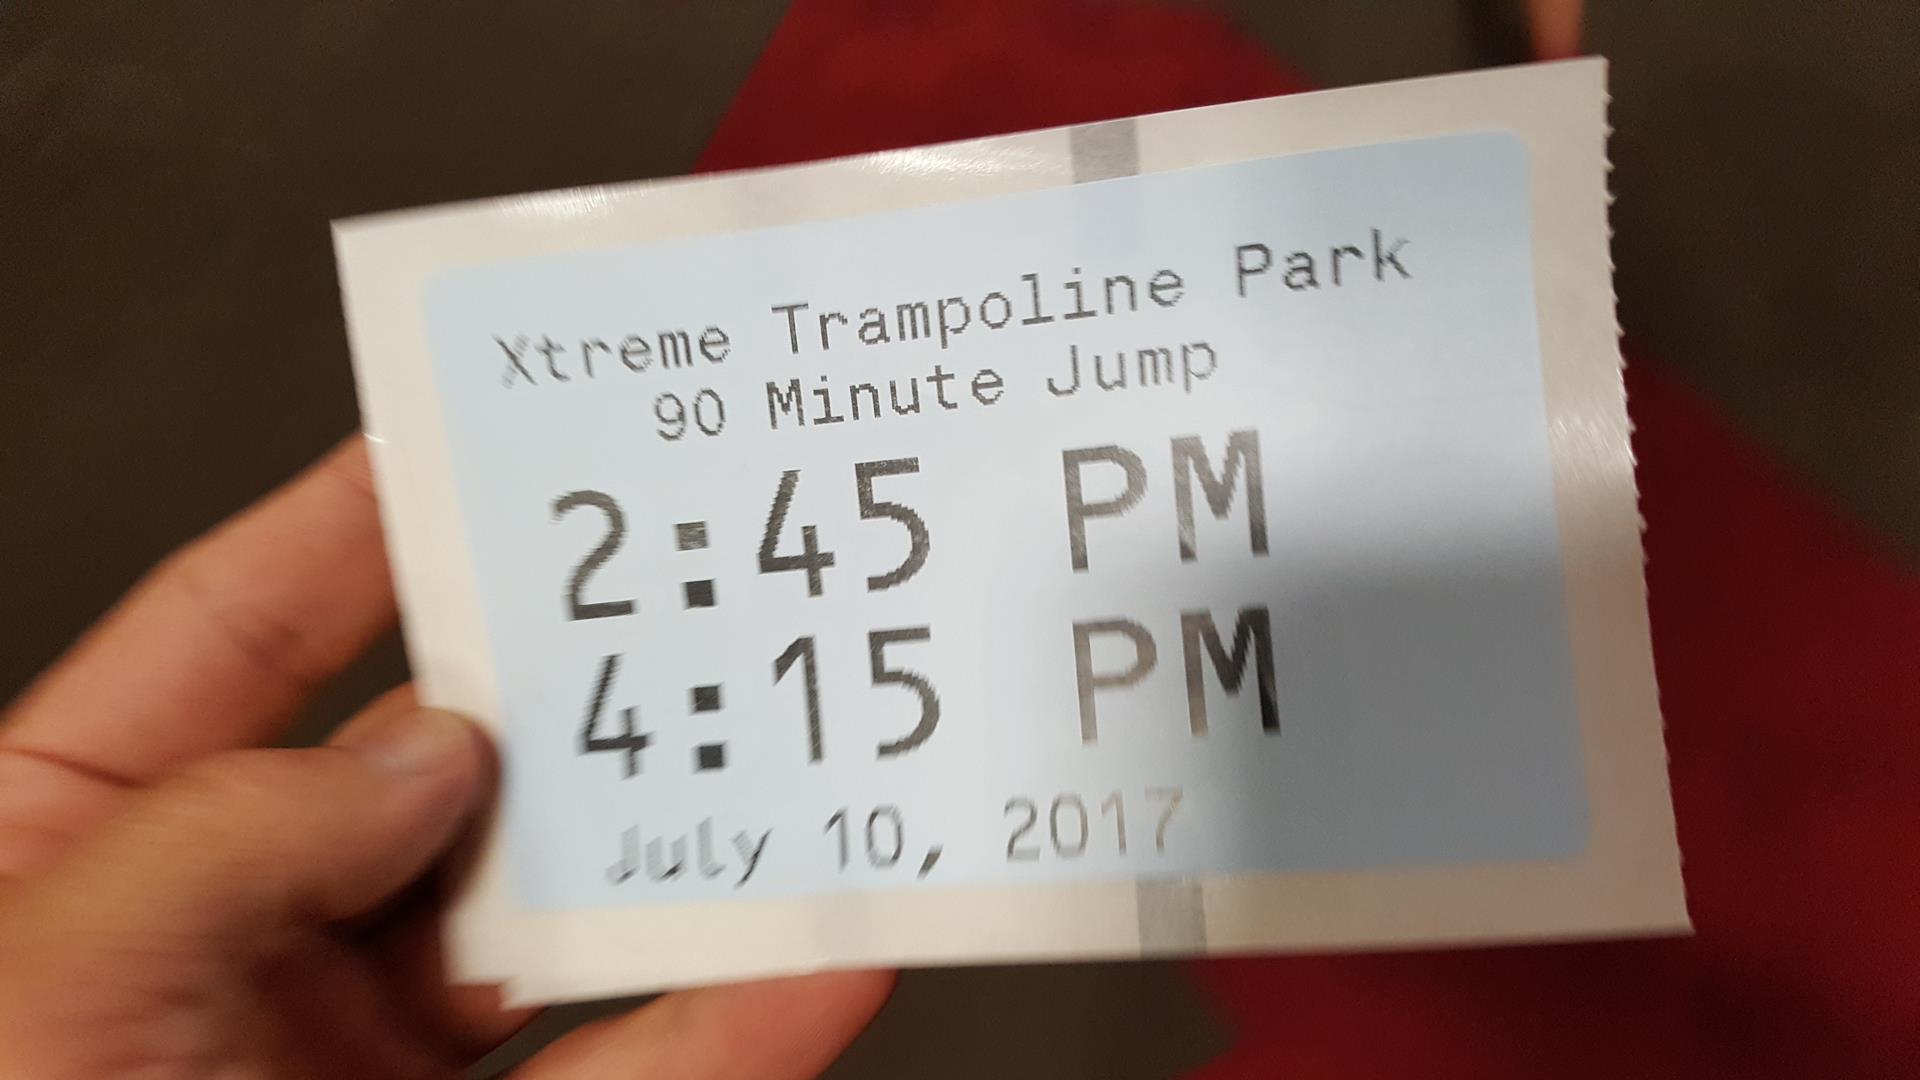 Xtreme Trampoline Park
90 Minute Jump
2:45 PM
4:15 PM
July 10, 2017